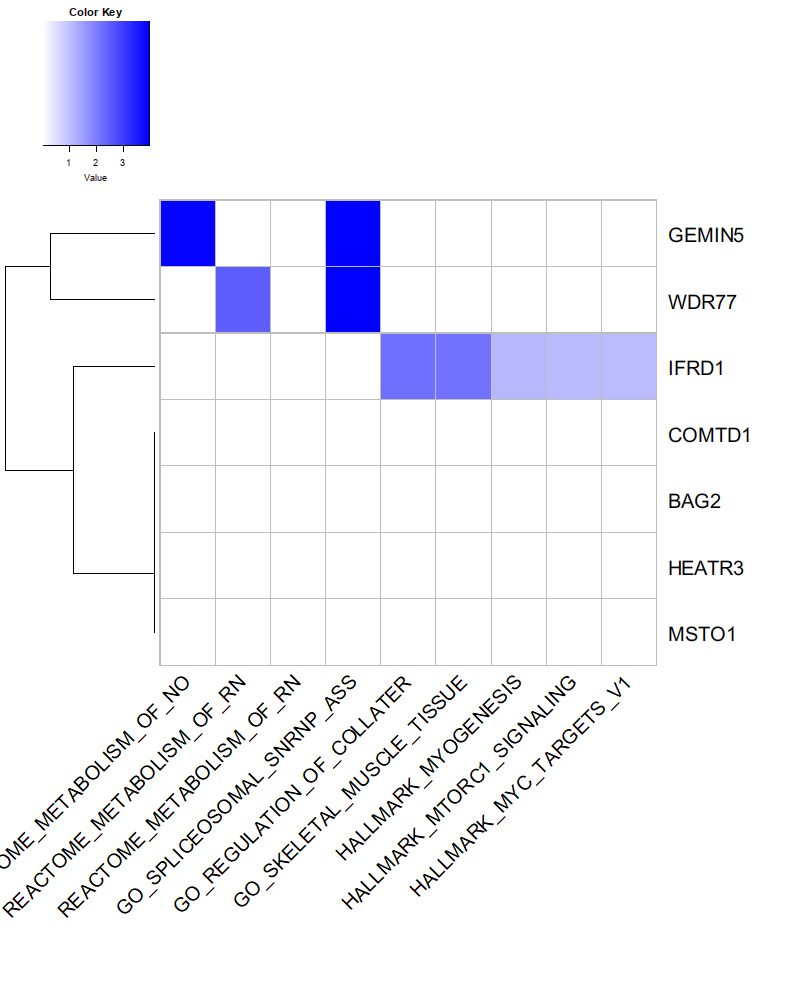 Color Key
1 2 3
Value
GEMIN5
WDR77
IFRD1
COMTD1
BAG2
HEATR3
MSTO1
OME_METABOLISM_OF_NO
REACTOME_METABOLISM_OF_RN
REACTOME_METABOLISM_OF_RN
GO_SPLICEOSOMAL_SNRNP_ASS
GO_REGULATION_OF_COLLATER
GO_SKELETAL_MUSCLE_TISSUE
HALLMARK_MYOGENESIS
HALLMARK_MTORC1_SIGNALING
HALLMARK_MYC_TARGETS_V1